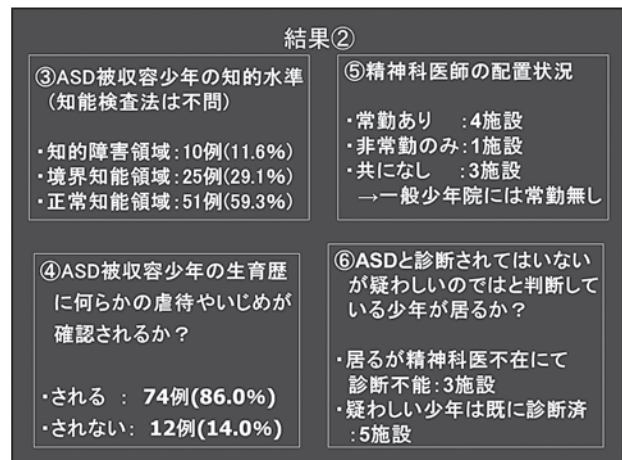 結果②
③ASD被収容少年の知的水準
(知能検査法は不問)
・知的障害領域:10例(11.6%)
・境界知能領域:25例(29.1%)
・正常知能領域:51例(59.3%)
④ASD被収容少年の生育歴
に何らかの虐待やいじめが
確認されるか？
・される ： 74例(86.0%)
・されない: 12例(14.0%)
⑤精神科医師の配置状況
・常勤あり :4施設
・非常勤のみ:1施設
・共になし :3施設
→一般少年院には常勤無し
⑥ASDと診断されてはいない
が疑わしいのではと判断して
いる少年が居るか？
・居るが精神科医不在にて
診断不能:3施設
・疑わしい少年は既に診断済
:5施設